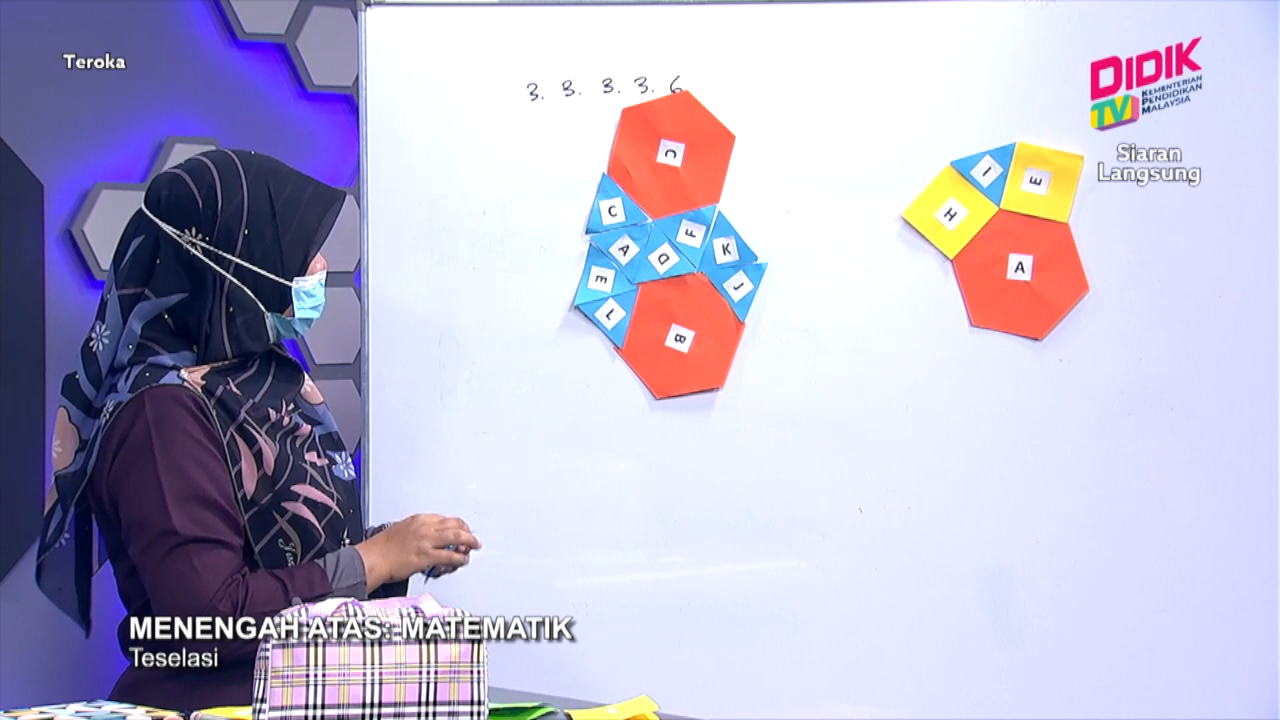 Teroka
3. 3. 3. 3. 6
DIDIK
TV
KEMENTERIAN
PENDIDIKAN
MALAYSIA
Siaran
Langsung
C
C
A
D
F
K
E
J
L
B
I
E
H
A
MENENGAH ATAS: MATEMATIK
Teselasi